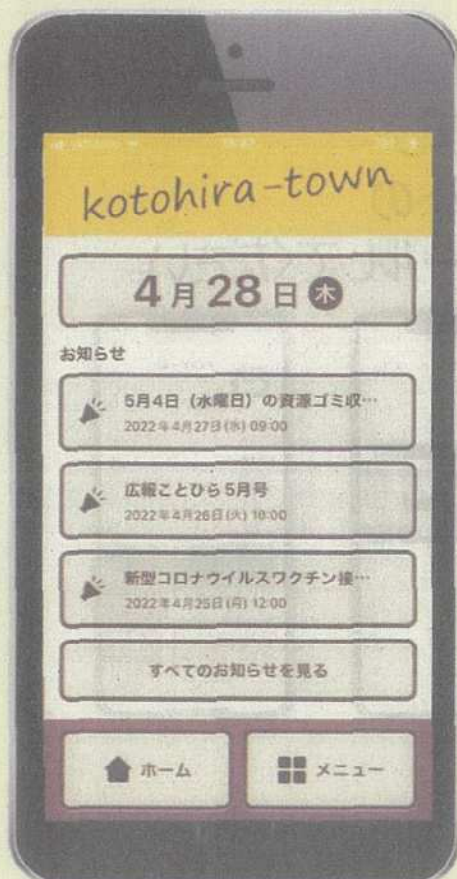 kotohira-town
4月28日 木
お知らせ
5月4日（水曜日）の資源ゴミ収…
2022年4月27日(水) 09:00
広報ことひら5月号
2022年4月26日(火) 10:00
新型コロナウイルスワクチン接…
2022年4月25日(月) 12:00
すべてのお知らせを見る
ホーム
メニュー